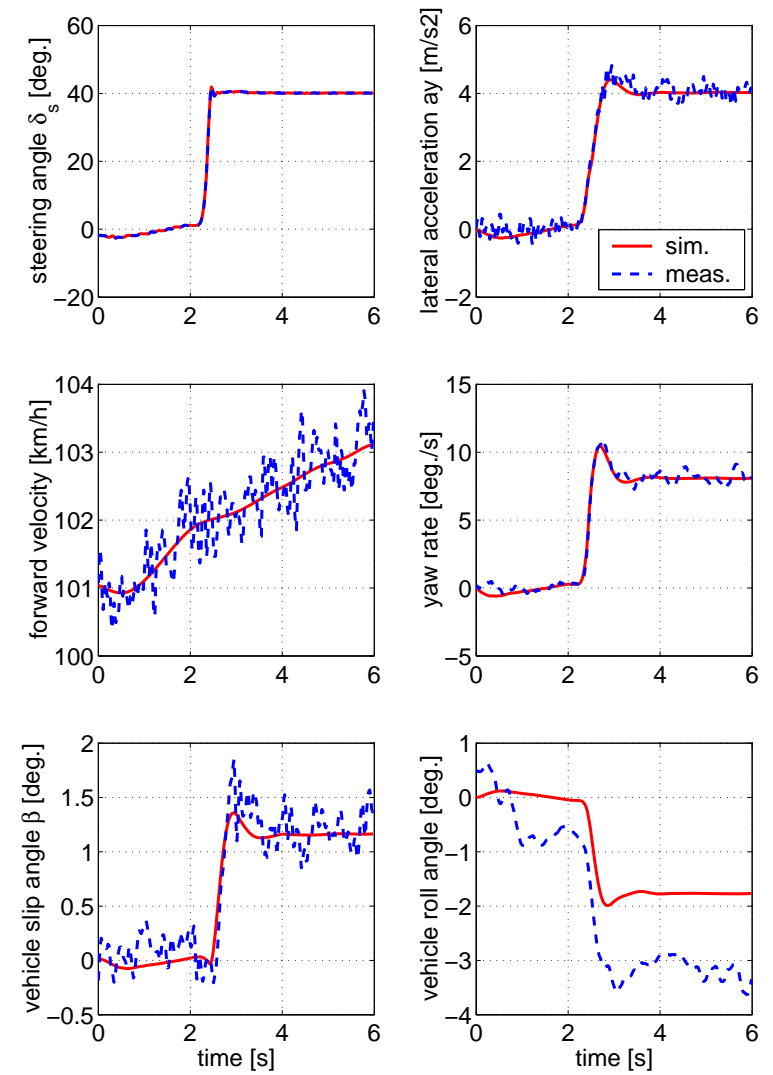 steering angle δs [deg.]
60
40
20
0
−20
0 2 4 6
lateral acceleration ay [m/s2]
6
4
2
0
−2
0 2 4 6
sim.
meas.
forward velocity [km/h]
104
103
102
101
100
0 2 4 6
yaw rate [deg./s]
15
10
5
0
−5
0 2 4 6
vehicle slip angle β [deg.]
2
1.5
1
0.5
0
−0.5
0 2 4 6
time [s]
vehicle roll angle [deg.]
1
0
−1
−2
−3
−4
0 2 4 6
time [s]